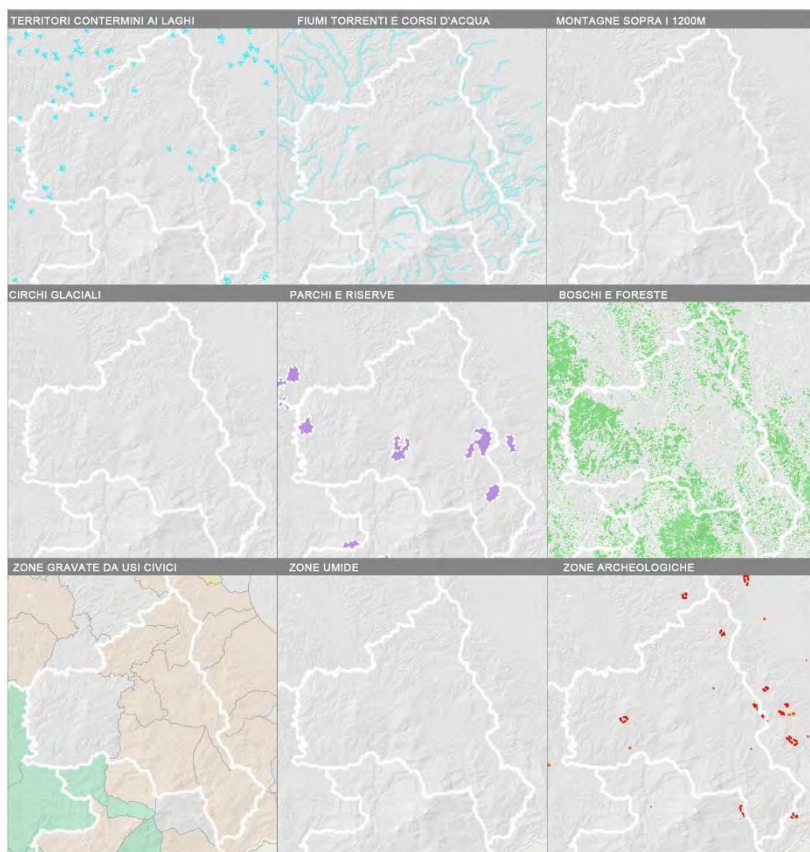 TERRITORI CONTERMINI AI LAGHI
FIUMI TORRENTI E CORSI D'ACQUA
MONTAGNE SOPRA I 1200M
CIRCHI GLACIALI
PARCHI E RISERVE
BOSCHI E FORESTE
ZONE GRAVATE DA USI CIVICI
ZONE UMIDE
ZONE ARCHEOLOGICHE